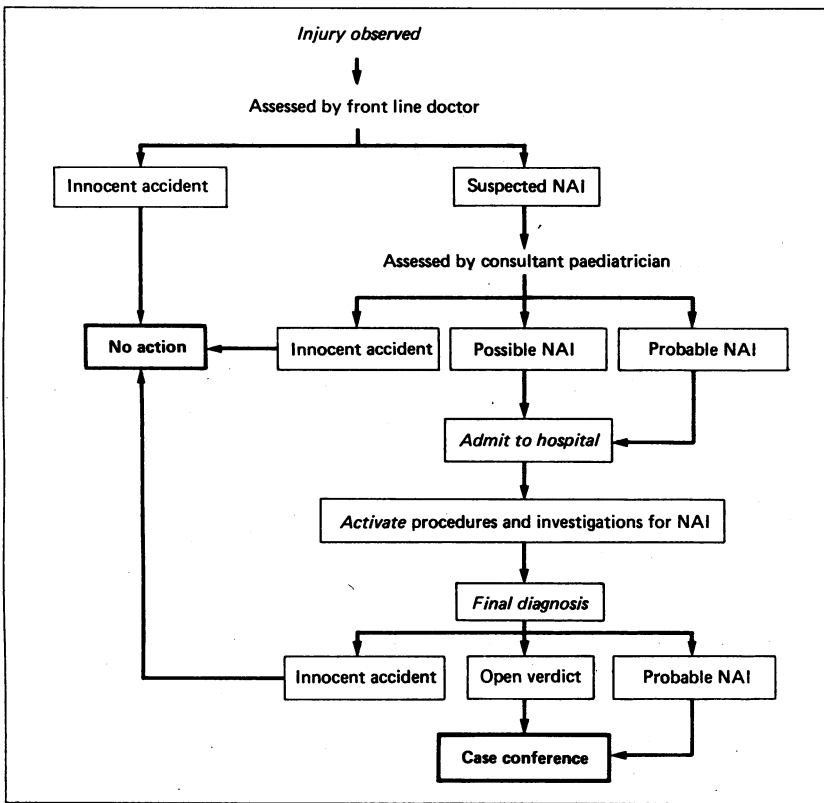 Injury observed
Assessed by front line doctor
Innocent accident
Suspected NAI
Assessed by consultant paediatrician
No action
Innocent accident
Possible NAI
Probable NAI
Admit to hospital
Activate procedures and investigations for NAI
Final diagnosis
Innocent accident
Open verdict
Probable NAI
Case conference